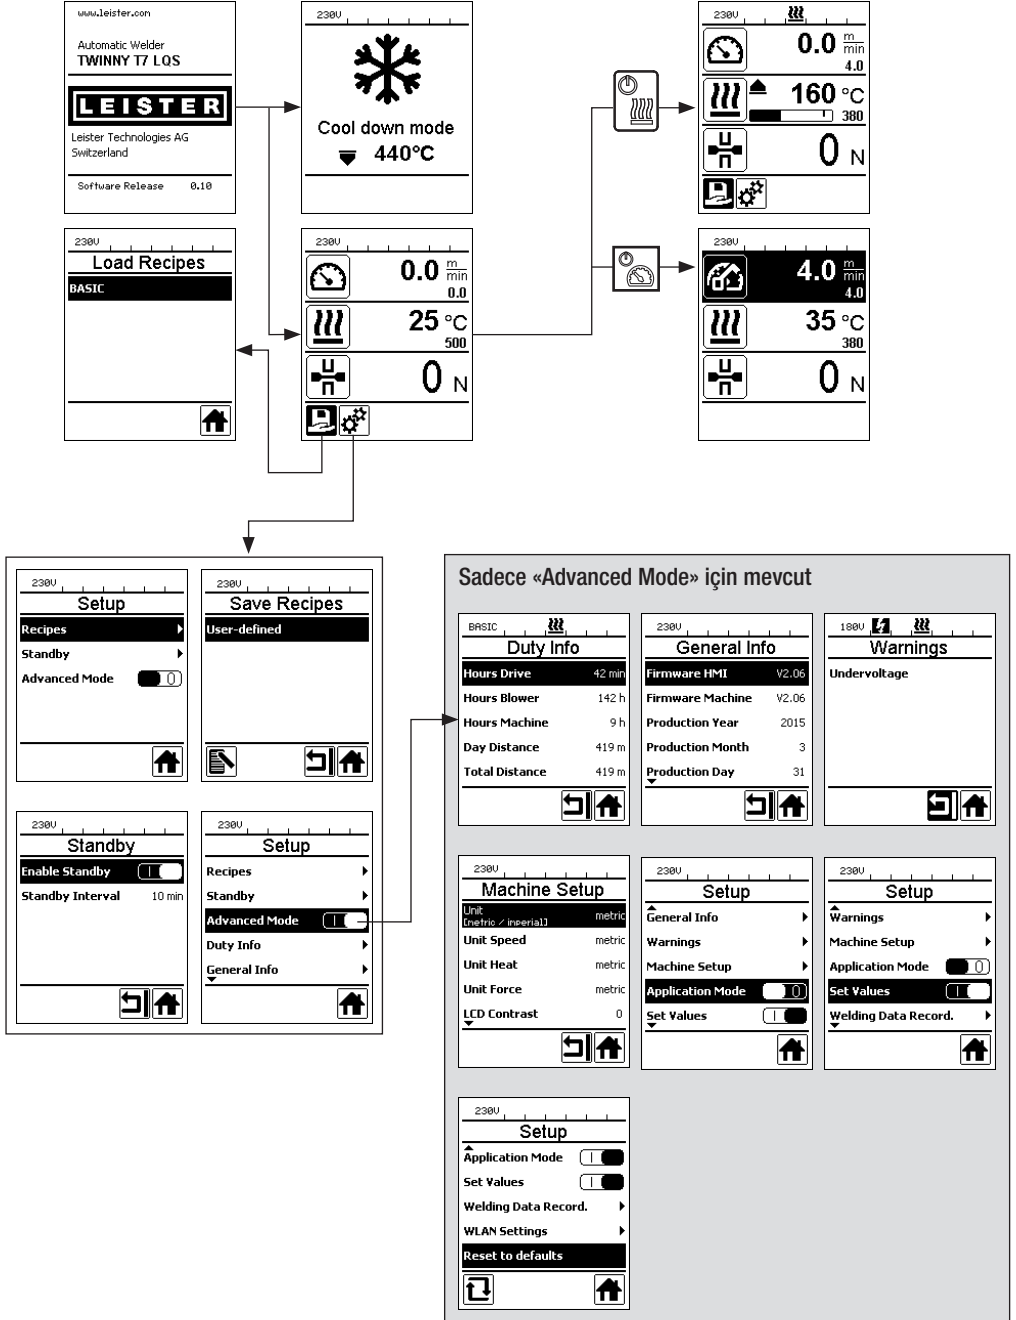 www.leister.com
Automatic Welder
TWINNY T7 LQS
LEISTER
Leister Technologies AG
Switzerland
Software Release 0.10
230V
Cool down mode
440°C
230V
0.0 m/min
4.0
160 °C
380
0 N
230V
Load Recipes
BASIC
230V
0.0 m/min
0.0
25 °C
500
0 N
230V
4.0 m/min
4.0
35 °C
380
0 N
230V
Setup
Recipes
Standby
Advanced Mode 0
230V
Save Recipes
User-defined
230V
Standby
Enable Standby I
Standby Interval 10 min
230V
Setup
Recipes
Standby
Advanced Mode I
Duty Info
General Info
Sadece «Advanced Mode» için mevcut
BASIC
Duty Info
Hours Drive 42 min
Hours Blower 142 h
Hours Machine 9 h
Day Distance 419 m
Total Distance 419 m
230V
General Info
Firmware HMI V2.06
Firmware Machine V2.06
Production Year 2015
Production Month 3
Production Day 31
180V
Warnings
Undervoltage
230V
Machine Setup
Unit metric
[metric / imperial]
Unit Speed metric
Unit Heat metric
Unit Force metric
LCD Contrast 0
230V
Setup
General Info
Warnings
Machine Setup
Application Mode 0
Set Values I
230V
Setup
Warnings
Machine Setup
Application Mode 0
Set Values I
Welding Data Record.
230V
Setup
Application Mode I
Set Values I
Welding Data Record.
WLAN Settings
Reset to defaults